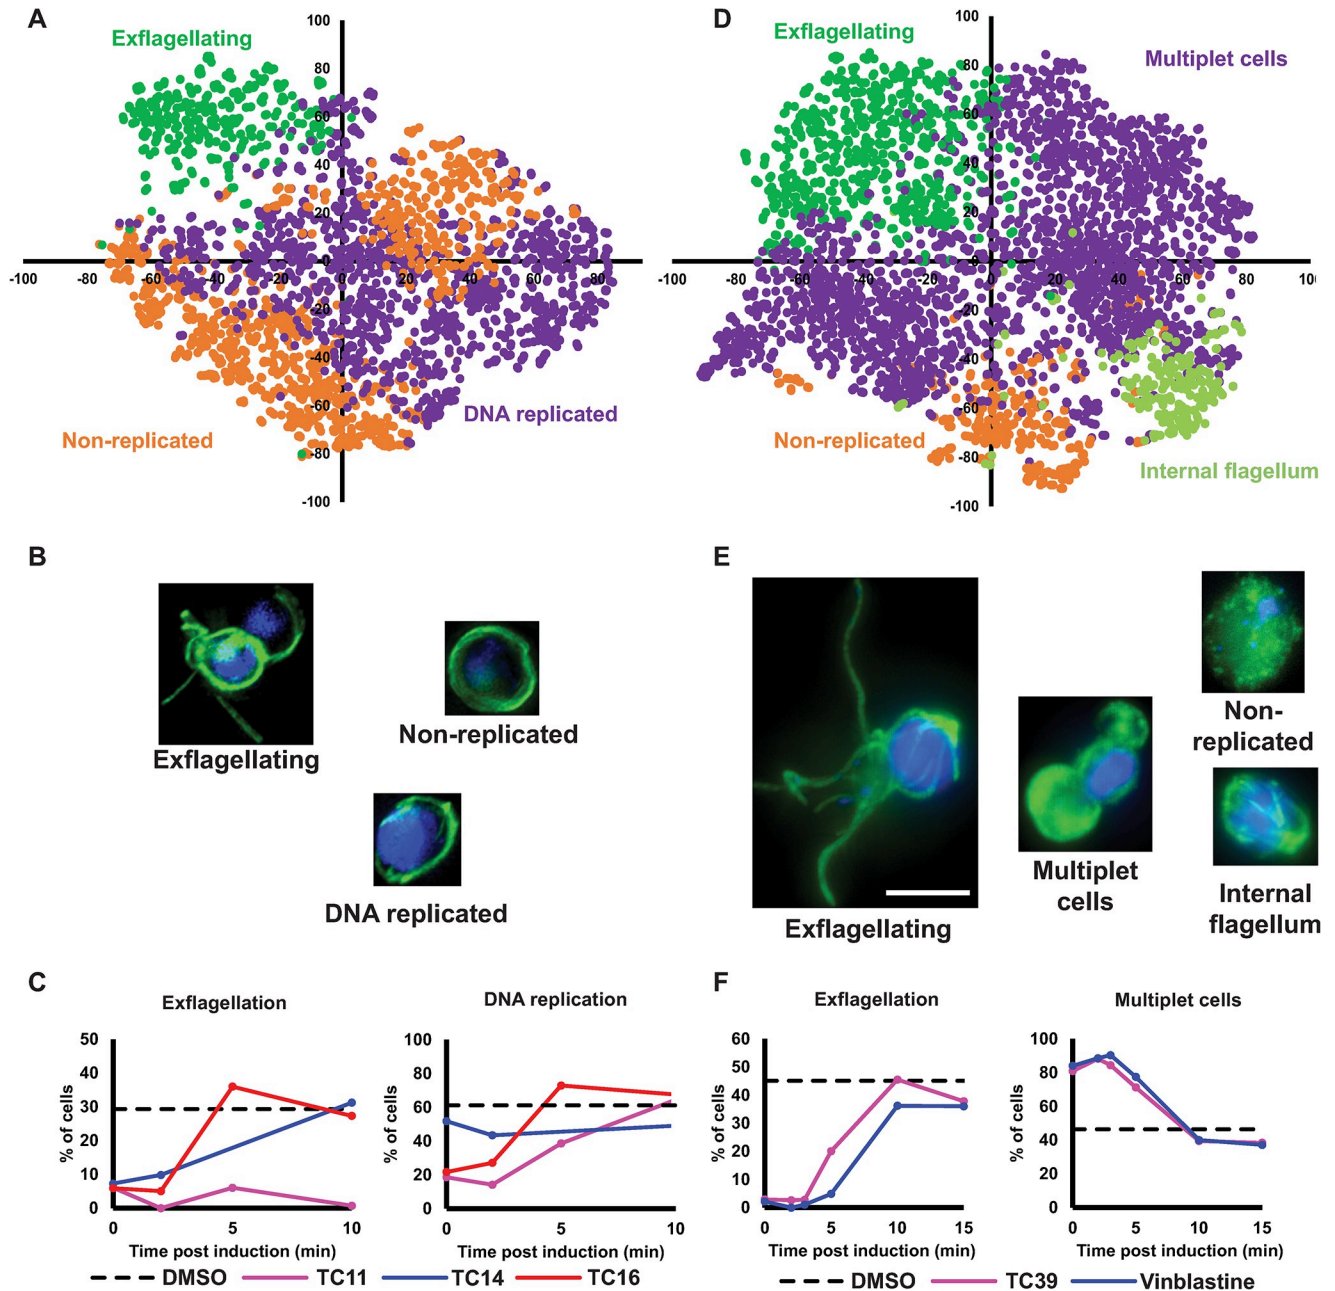 A
Exflagellating
100
80
60
40
20
0
-100
-80
-60
-40
-20
0
20
40
60
80
-20
-40
-60
-80
-100
Non-replicated
DNA replicated
D
Exflagellating
Multiplet cells
100
80
60
40
20
0
-100
-80
-60
-40
-20
0
20
40
60
80
-20
-40
-60
-80
-100
Non-replicated
Internal flagellum
B
Exflagellating
Non-replicated
DNA replicated
E
Exflagellating
Multiplet
cells
Non-
replicated
Internal
flagellum
C
Exflagellation
% of cells
50
40
30
20
10
0
0
5
10
Time post induction (min)
DNA replication
% of cells
100
80
60
40
20
0
0
5
10
Time post induction (min)
DMSO
TC11
TC14
TC16
F
Exflagellation
% of cells
60
50
40
30
20
10
0
0
5
10
15
Time post induction (min)
Multiplet cells
% of cells
100
80
60
40
20
0
0
5
10
15
Time post induction (min)
DMSO
TC39
Vinblastine